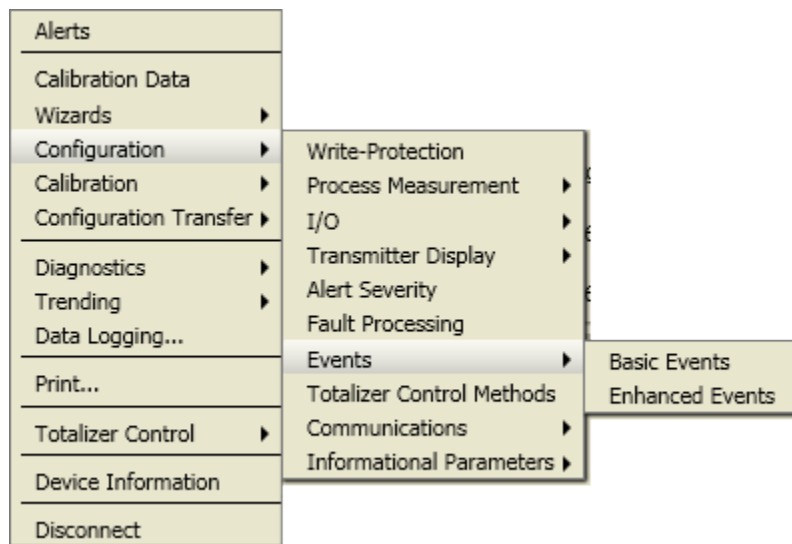 Alerts
Calibration Data
Wizards
Configuration
Calibration
Configuration Transfer
Diagnostics
Trending
Data Logging...
Print...
Totalizer Control
Device Information
Disconnect
Write-Protection
Process Measurement
I/O
Transmitter Display
Alert Severity
Fault Processing
Events
Totalizer Control Methods
Communications
Informational Parameters
Basic Events
Enhanced Events